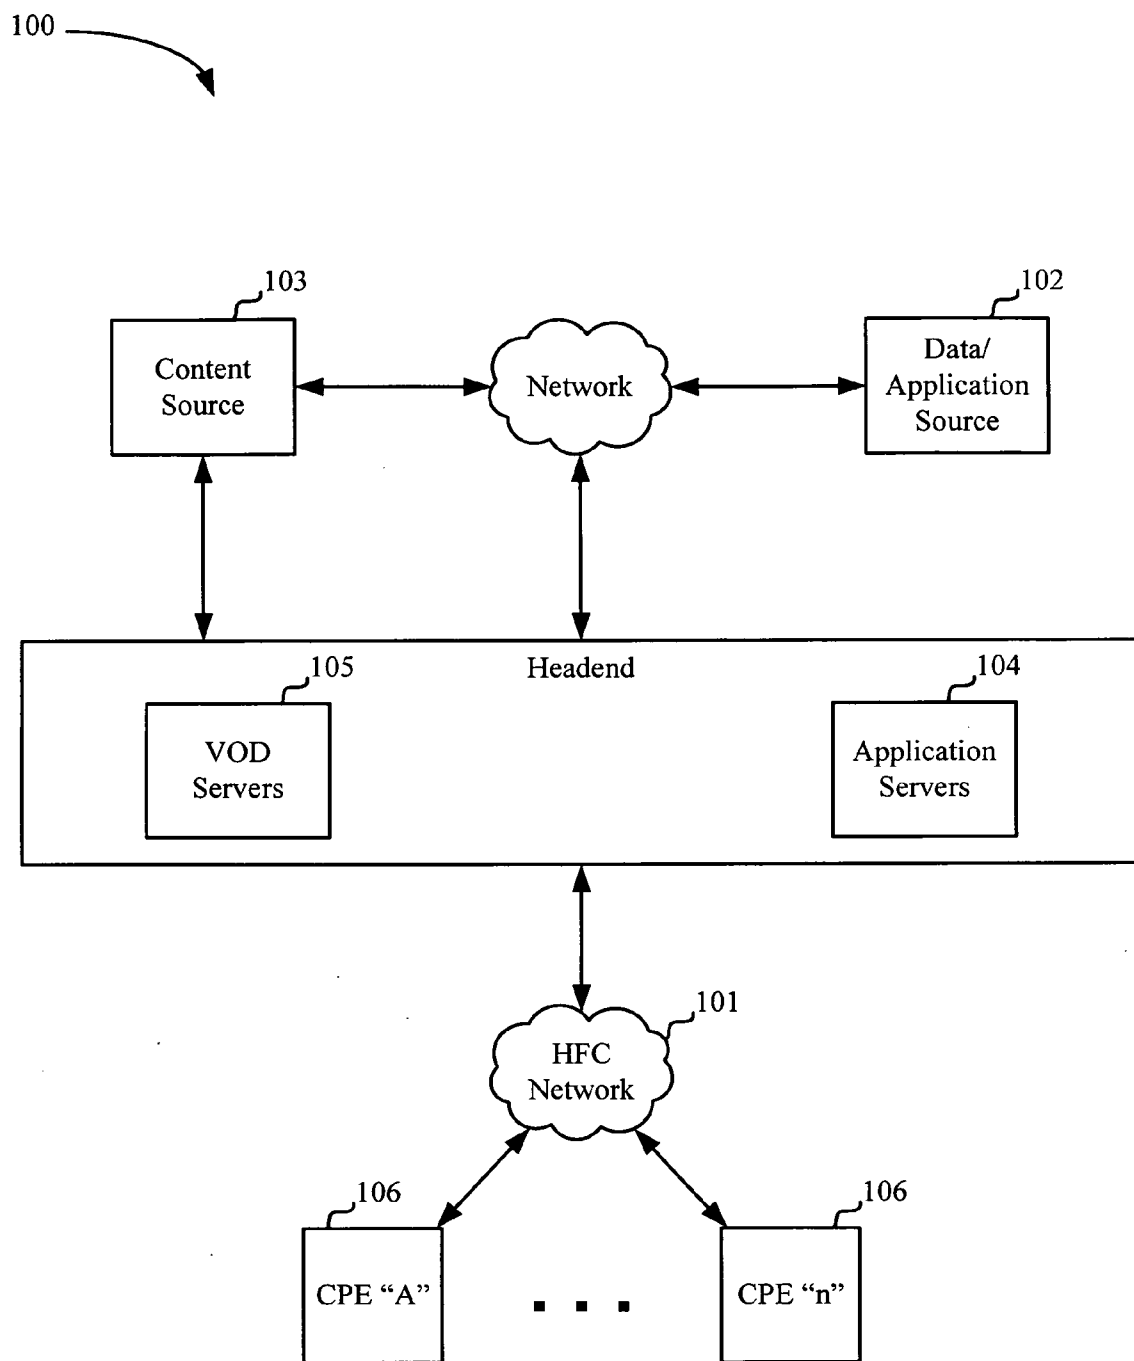 100
103
102
Content
Source
Network
Data/
Application
Source
Headend
105
104
VOD
Servers
Application
Servers
101
HFC
Network
106
106
CPE “A”
CPE “n”